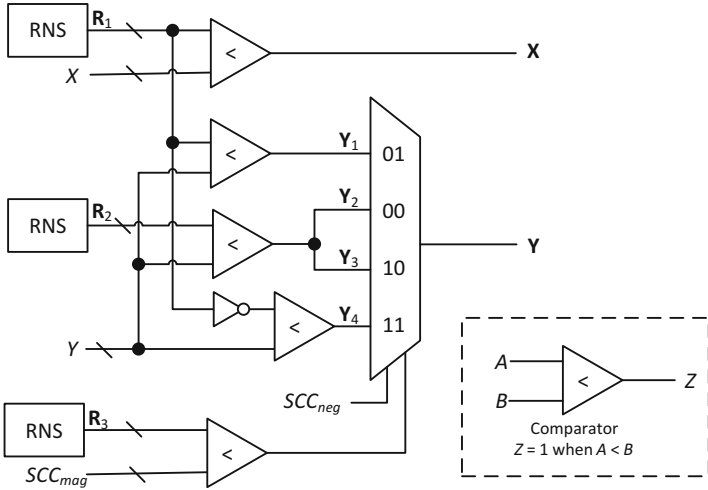 RNS R1
<
X
X
< Y1 01
Y2 00
RNS R2
<
Y
Y3 10
< Y4 11
Y
SCCneg
RNS R3
<
SCCmag
A
< Z
B
Comparator
Z = 1 when A < B